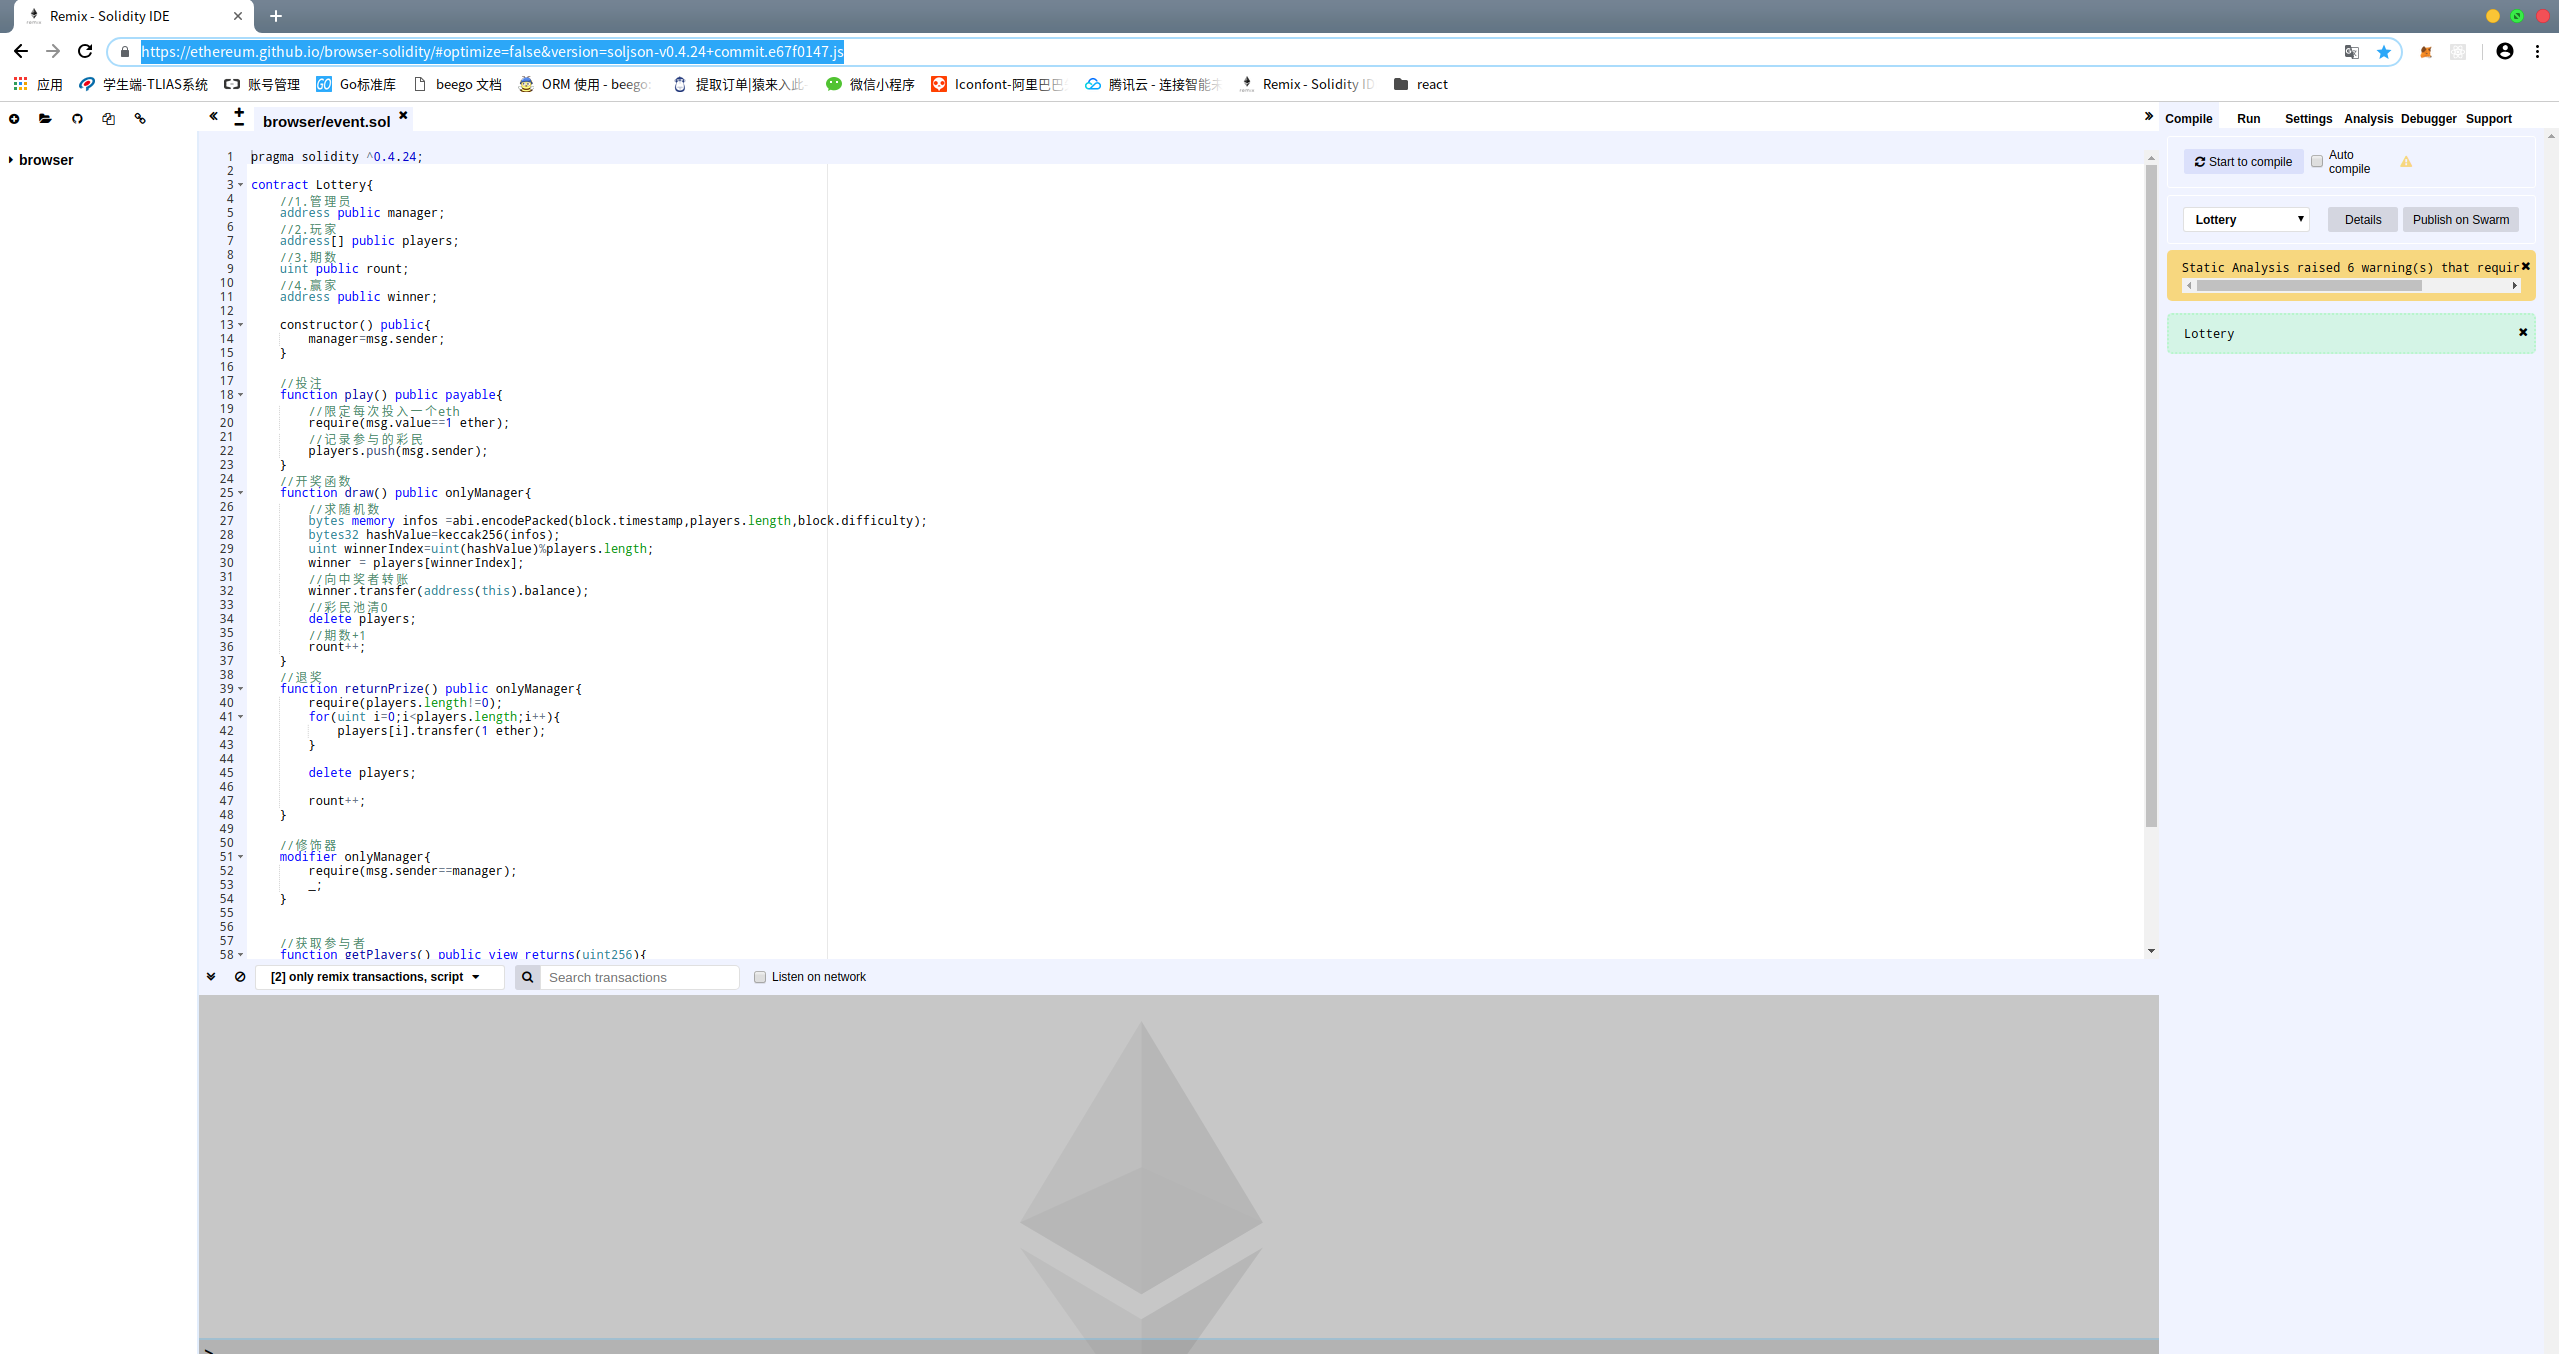 Remix - Solidity IDE
https://ethereum.github.io/browser-solidity/#optimize=false&version=soljson-v0.4.24+commit.e67f0147.js
应用 学生端-TLIAS系统 账号管理 Go标准库 beego 文档 ORM 使用 - beego: 提取订单|猿来入此 微信小程序 Iconfont-阿里巴巴 腾讯云 - 连接智能未 Remix - Solidity ID react
browser/event.sol
Compile Run Settings Analysis Debugger Support
browser
1 pragma solidity ^0.4.24;
2
3 contract Lottery{
4 //1.管理员
5 address public manager;
6 //2.玩家
7 address[] public players;
8 //3.期数
9 uint public rount;
10 //4.赢家
11 address public winner;
12
13 constructor() public{
14 manager=msg.sender;
15 }
16
17 //投注
18 function play() public payable{
19 //限定每次投入一个eth
20 require(msg.value==1 ether);
21 //记录参与的彩民
22 players.push(msg.sender);
23 }
24 //开奖函数
25 function draw() public onlyManager{
26 //求随机数
27 bytes memory infos =abi.encodePacked(block.timestamp,players.length,block.difficulty);
28 bytes32 hashValue=keccak256(infos);
29 uint winnerIndex=uint(hashValue)%players.length;
30 winner = players[winnerIndex];
31 //向中奖者转账
32 winner.transfer(address(this).balance);
33 //彩民池清0
34 delete players;
35 //期数+1
36 rount++;
37 }
38 //退奖
39 function returnPrize() public onlyManager{
40 require(players.length!=0);
41 for(uint i=0;i<players.length;i++){
42 players[i].transfer(1 ether);
43 }
44
45 delete players;
46
47 rount++;
48 }
49
50 //修饰器
51 modifier onlyManager{
52 require(msg.sender==manager);
53 _;
54 }
55
56
57 //获取参与者
58 function getPlayers() public view returns(uint256){
Start to compile Auto compile
Lottery Details Publish on Swarm
Static Analysis raised 6 warning(s) that requir
Lottery
[2] only remix transactions, script Search transactions Listen on network
>